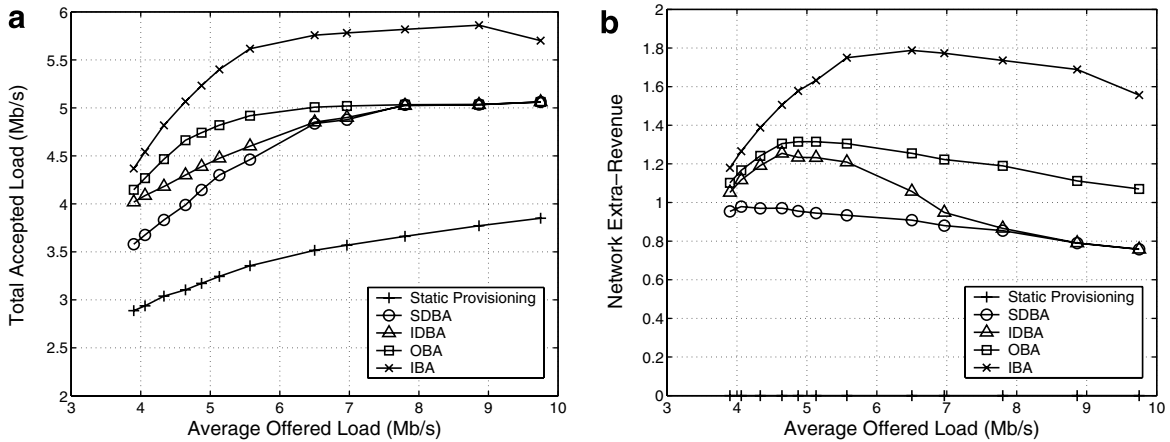 a
Total Accepted Load (Mb/s)
6
5.5
5
4.5
4
3.5
3
2.5
2
3 4 5 6 7 8 9 10
Average Offered Load (Mb/s)
Static Provisioning
SDBA
IDBA
OBA
IBA
b
Network Extra-Revenue
2
1.8
1.6
1.4
1.2
1
0.8
0.6
0.4
0.2
0
3 4 5 6 7 8 9 10
Average Offered Load (Mb/s)
Static Provisioning
SDBA
IDBA
OBA
IBA